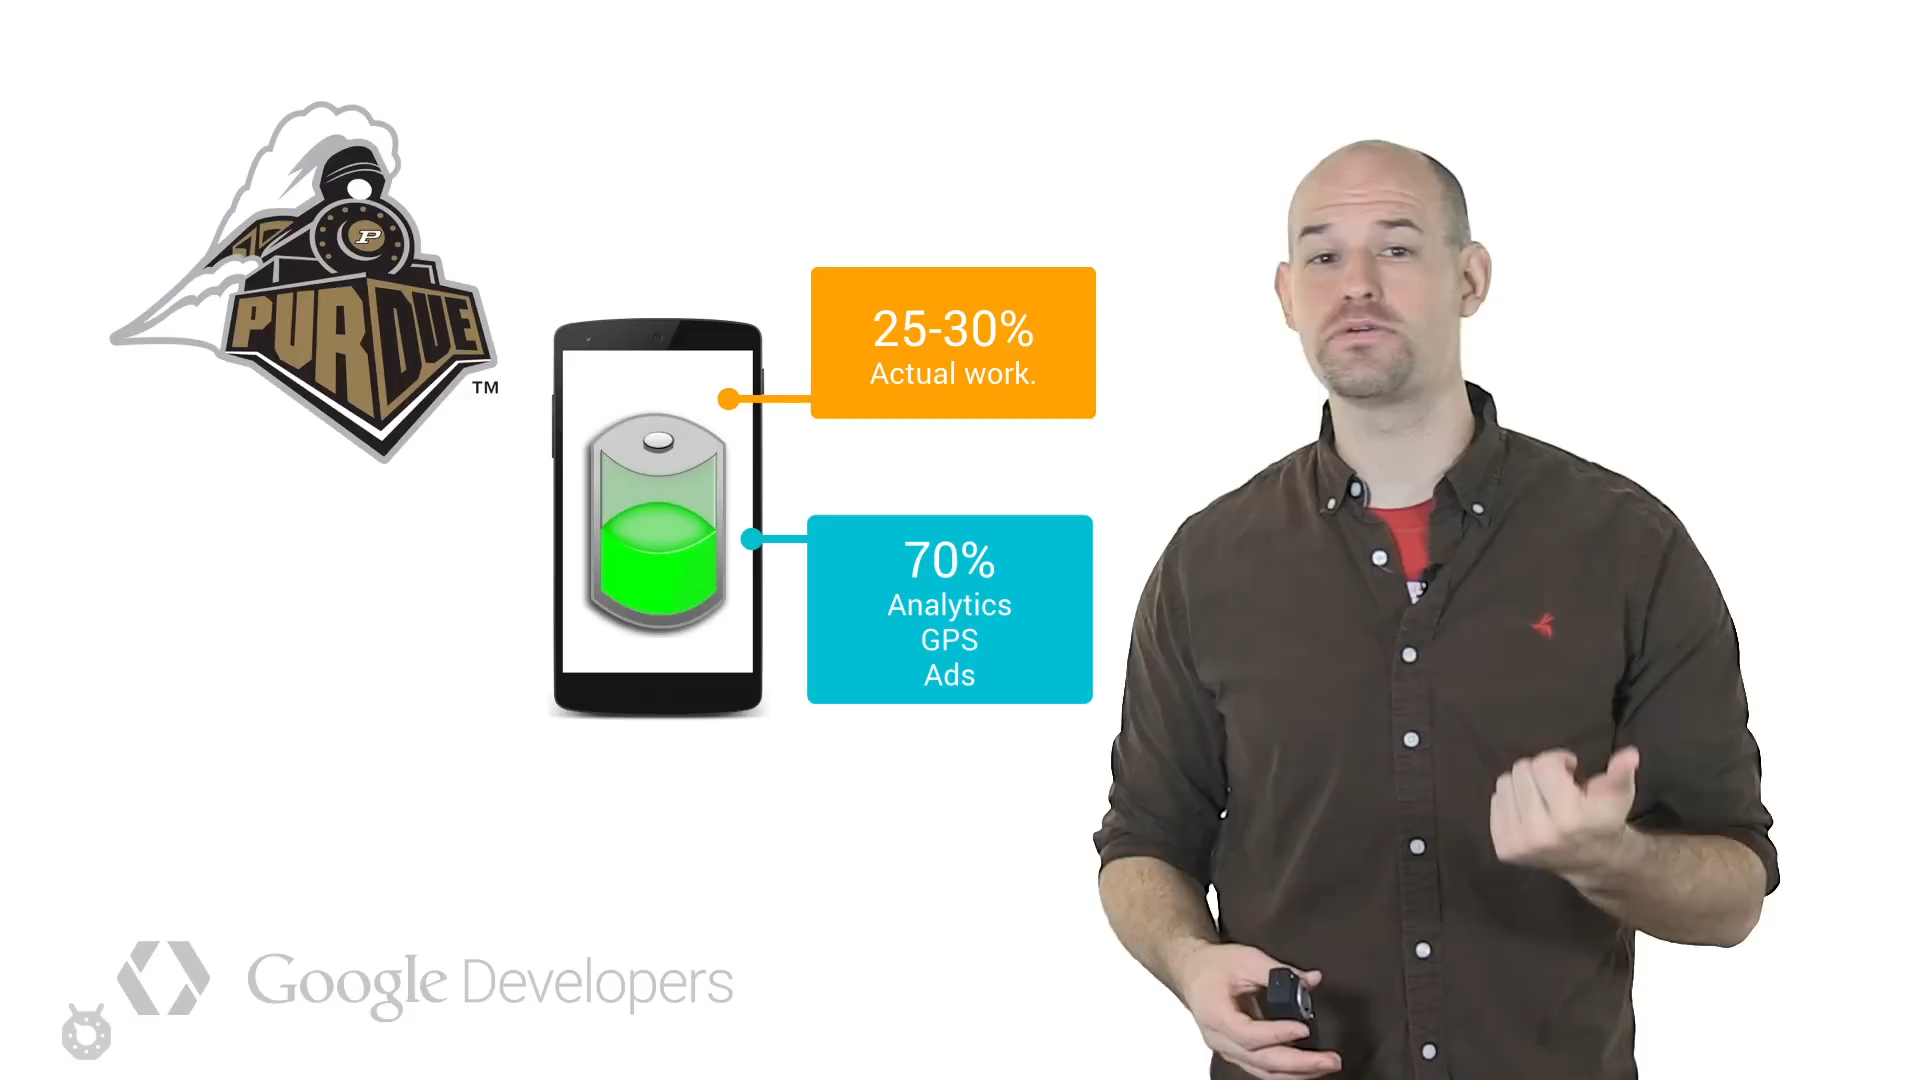 P
PURDUE
TM
25-30%
Actual work.
70%
Analytics
GPS
Ads
Google Developers